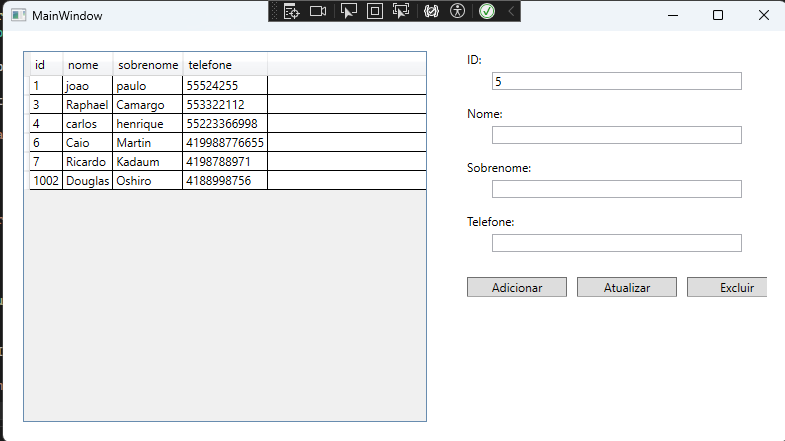 MainWindow
id nome sobrenome telefone
1 joao paulo 55524255
3 Raphael Camargo 553322112
4 carlos henrique 55223366998
6 Caio Martin 419988776655
7 Ricardo Kadaum 4198788971
1002 Douglas Oshiro 4188998756
ID:
5
Nome:
Sobrenome:
Telefone:
Adicionar Atualizar Excluir